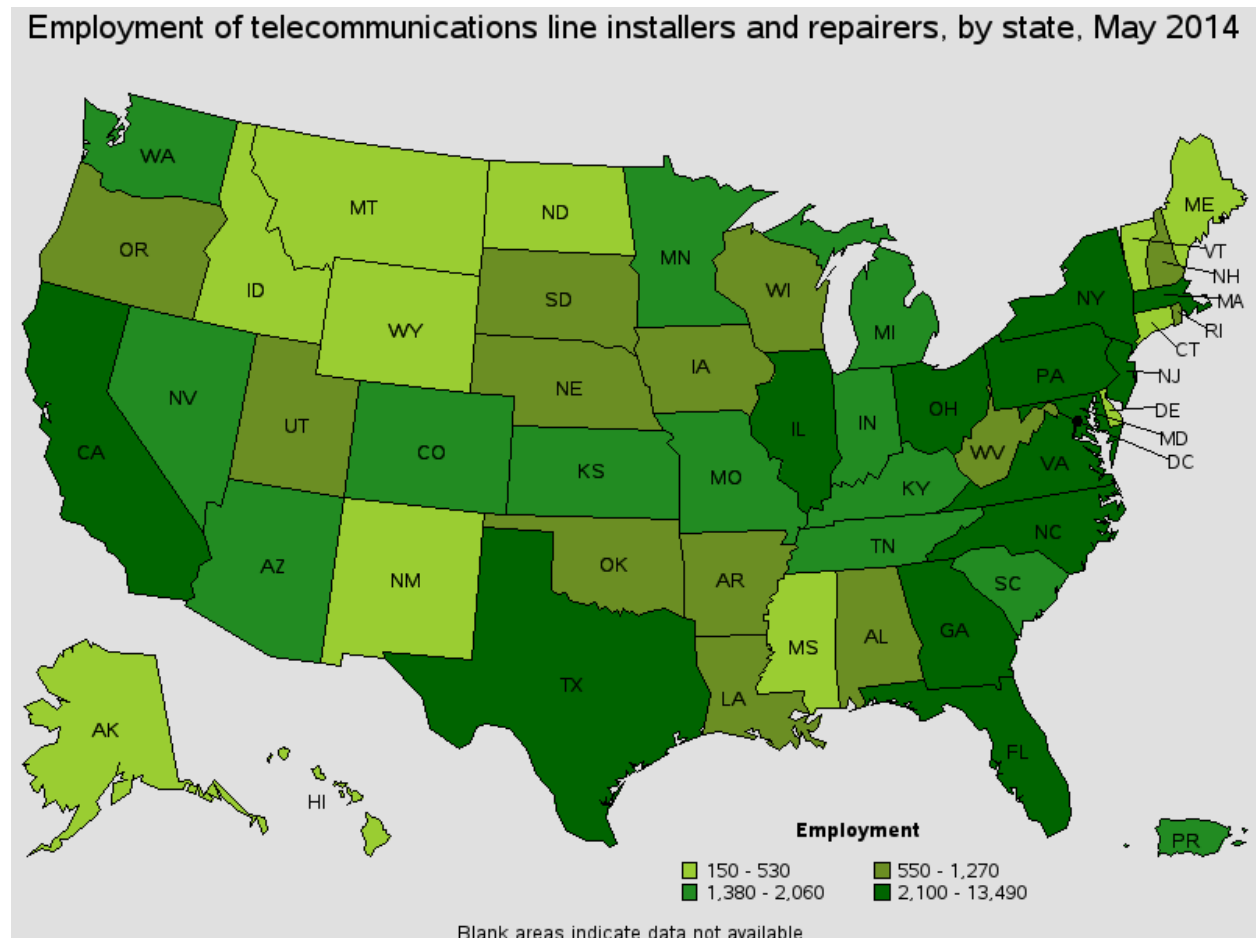 Employment of telecommunications line installers and repairers, by state, May 2014
WA
MT
ND
MN
ME
OR
ID
SD
WI
MI
NY
VT
NH
MA
RI
CT
WY
IA
NE
PA
NJ
NV
UT
CO
IL
IN
OH
DE
MD
DC
CA
KS
MO
WV
VA
KY
AZ
NM
OK
AR
TN
NC
SC
MS
AL
GA
TX
LA
FL
AK
HI
PR
Employment
150 - 530 550 - 1,270
1,380 - 2,060 2,100 - 13,490
Blank areas indicate data not available